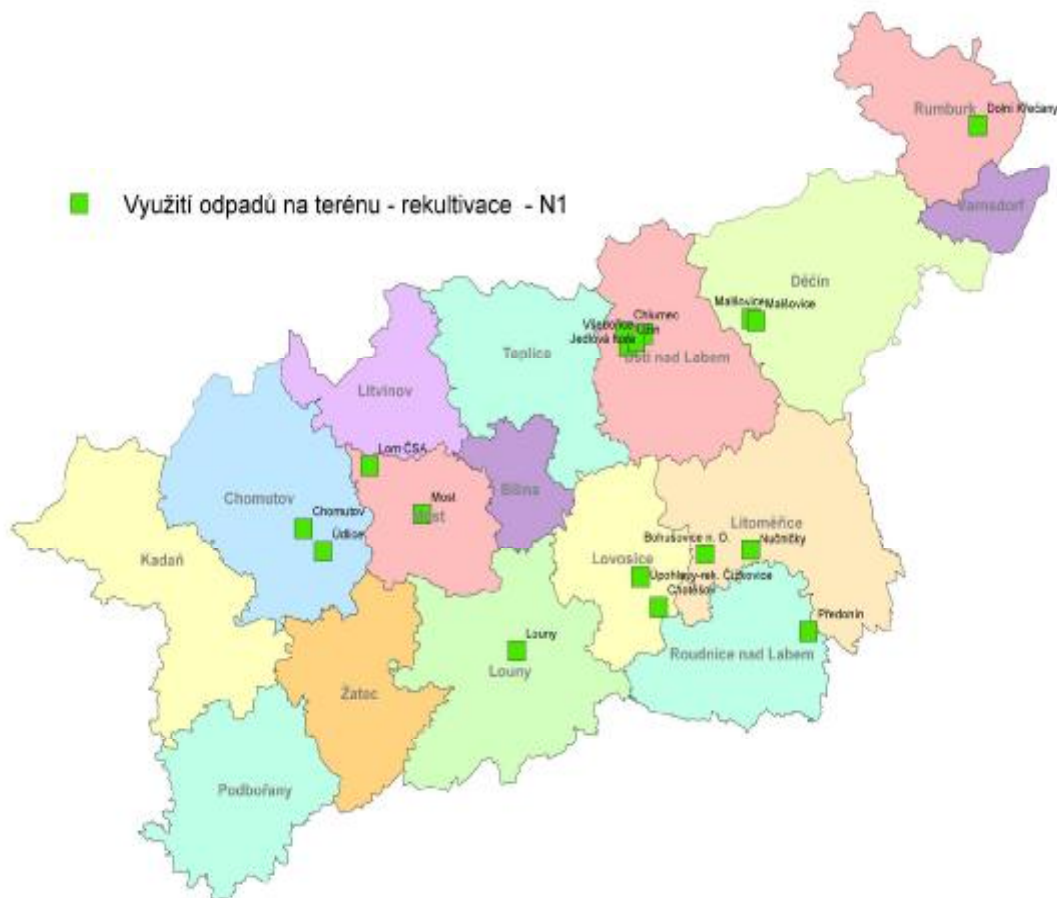 Rumburk
Dolní Křečany
Využití odpadů na terénu - rekultivace - N1
Varnsdorf
Děčín
Malšovice
Malšovice
Chlumec
Všebořice
Jedlová hora
Ústí nad Labem
Teplice
Litvínov
Lom ČSA
Bílina
Chomutov
Most
Most
Chomutov
Litoměřice
Údlice
Bohušovice n. O.
Nučničky
Kadaň
Lovosice
Úpohlavy-rek. Čížkovice
Chotěšov
Předonín
Louny
Roudnice nad Labem
Louny
Žatec
Podbořany